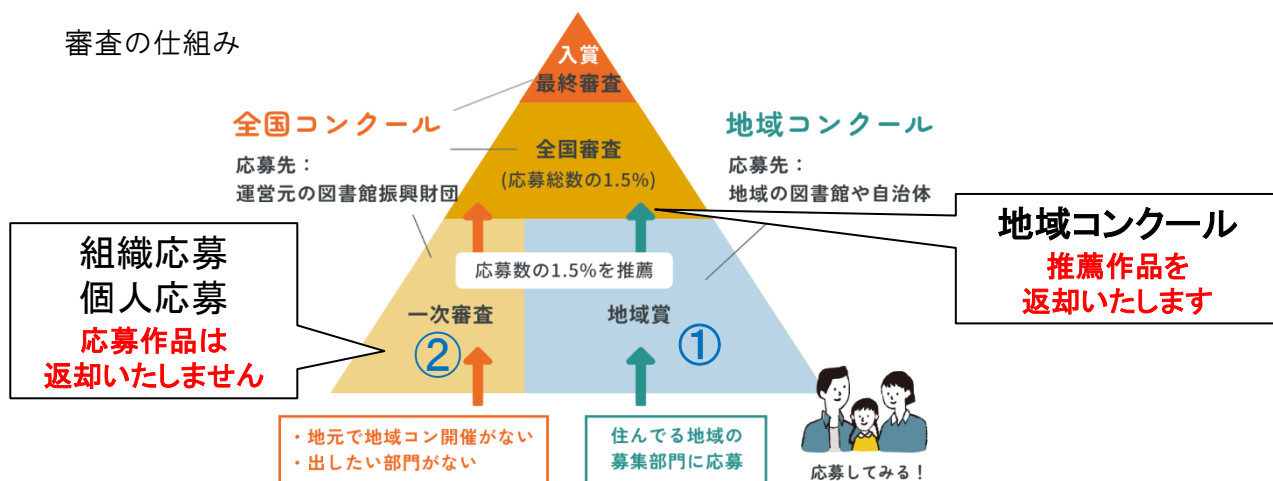 審査の仕組み
入賞
最終審査
全国コンクール
応募先：
運営元の図書館振興財団
全国審査
(応募総数の1.5%)
地域コンクール
応募先：
地域の図書館や自治体
組織応募
個人応募
応募作品は
返却いたしません
地域コンクール
推薦作品を
返却いたします
応募数の1.5%を推薦
一次審査
②
地域賞
①
・地元で地域コン開催がない
・出したい部門がない
住んでる地域の
募集部門に応募
応募してみる！